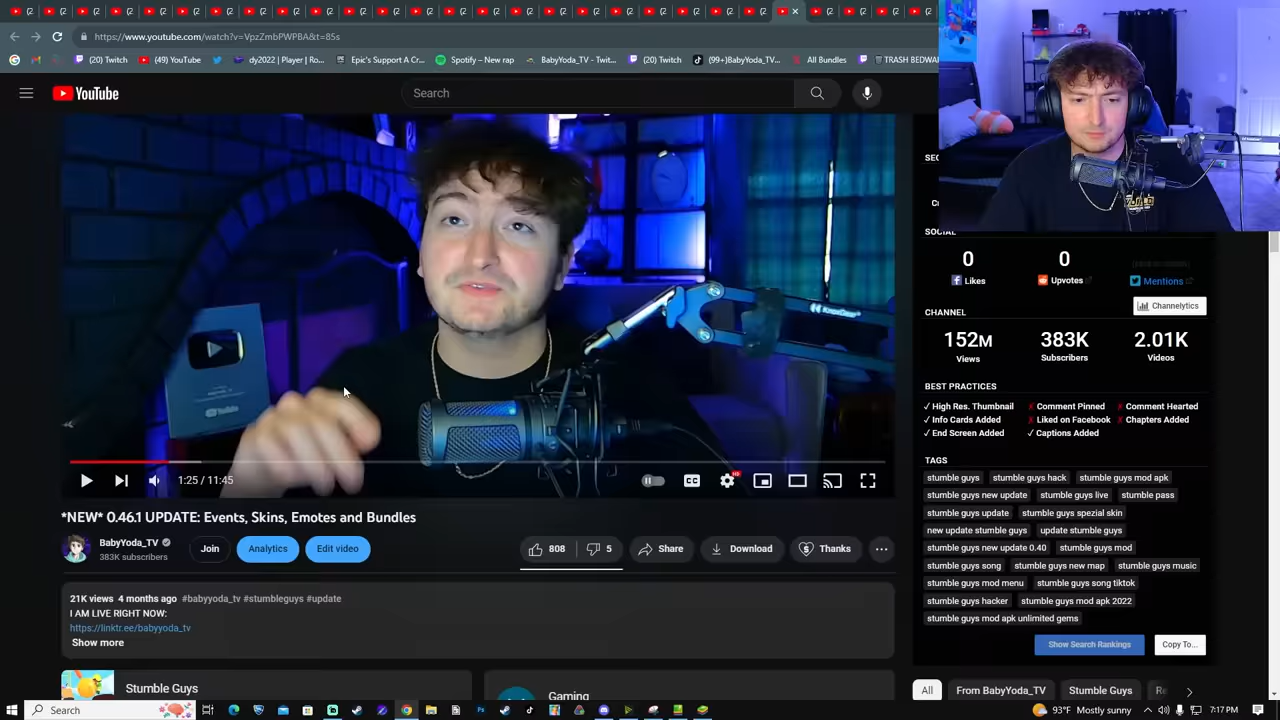 https://www.youtube.com/watch?v=VpzZmbPWPBA&t=85s
(20) Twitch
(49) YouTube
dy2022 | Player | Ro...
Epic's Support A Cr...
Spotify – New rap
BabyYoda_TV - Twit...
(20) Twitch
(99+)BabyYoda_TV...
All Bundles
TRASH BEDWA
YouTube
Search
1:25 / 11:45
CC
HD
*NEW* 0.46.1 UPDATE: Events, Skins, Emotes and Bundles
BabyYoda_TV
383K subscribers
Join
Analytics
Edit video
808
5
Share
Download
Thanks
21K views 4 months ago #babyyoda_tv #stumbleguys #update
I AM LIVE RIGHT NOW:
https://linktr.ee/babyyoda_tv
Show more
Stumble Guys
Gaming
SOCIAL
0
Likes
0
Upvotes
Mentions
Channelytics
CHANNEL
152M
Views
383K
Subscribers
2.01K
Videos
BEST PRACTICES
✓ High Res. Thumbnail
✗ Comment Pinned
✗ Comment Hearted
✓ Info Cards Added
✗ Liked on Facebook
✗ Chapters Added
✓ End Screen Added
✓ Captions Added
TAGS
stumble guys
stumble guys hack
stumble guys mod apk
stumble guys new update
stumble guys live
stumble pass
stumble guys update
stumble guys spezial skin
new update stumble guys
update stumble guys
stumble guys new update 0.40
stumble guys mod
stumble guys song
stumble guys new map
stumble guys music
stumble guys mod menu
stumble guys song tiktok
stumble guys hacker
stumble guys mod apk 2022
stumble guys mod apk unlimited gems
Show Search Rankings
Copy To...
All
From BabyYoda_TV
Stumble Guys
Re
Search
93°F Mostly sunny
7:17 PM